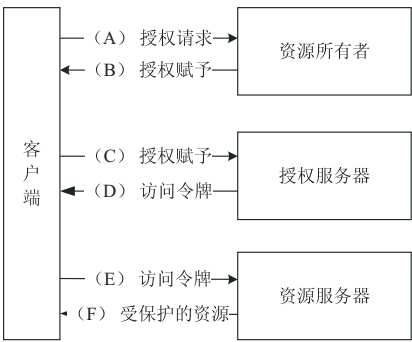 （A） 授权请求
资源所有者
（B） 授权赋予
客户端
（C） 授权赋予
授权服务器
（D） 访问令牌
（E） 访问令牌
资源服务器
（F） 受保护的资源